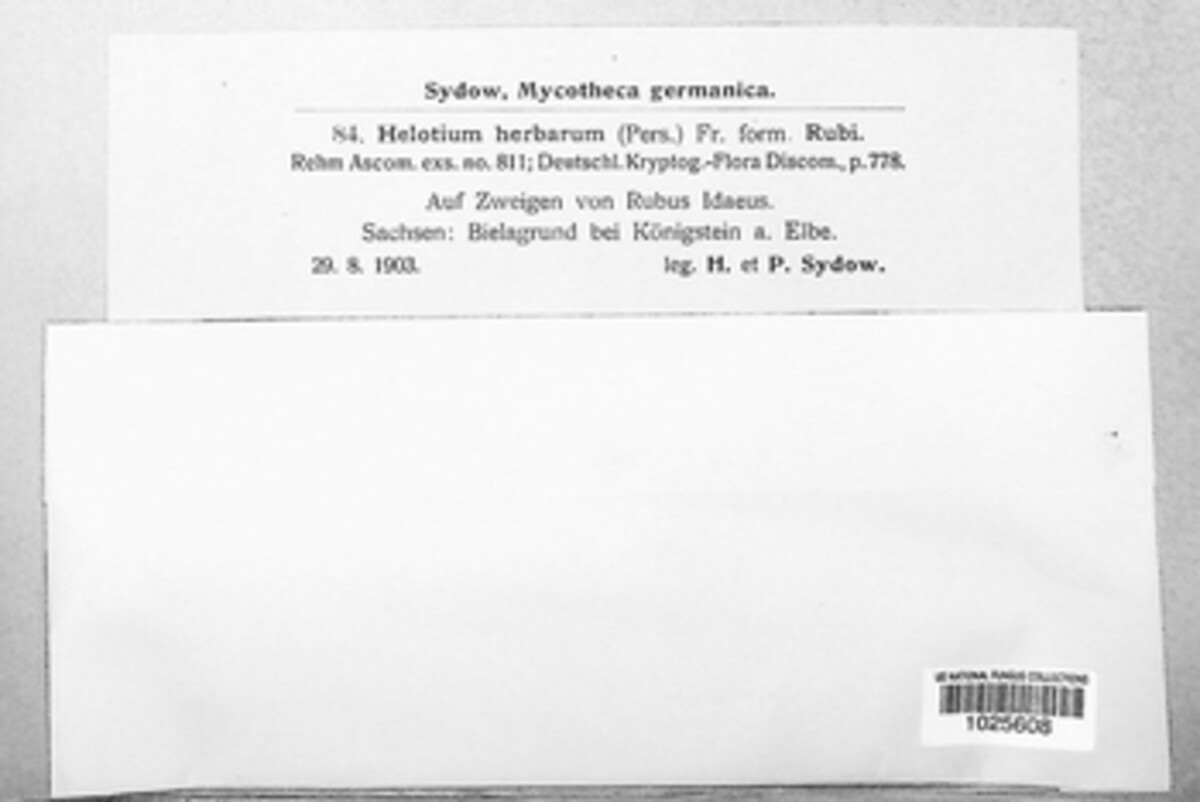 Sydow, Mycotheca germanica.
84. Helotium herbarum (Pers.) Fr. form. Rubi.
Rehm Ascom. exs. no. 811; Deutschl. Kryptog.-Flora Discom., p. 778.
Auf Zweigen von Rubus Idaeus.
Sachsen: Bielagrund bei Königstein a. Elbe.
29. 8. 1903. leg. H. et P. Sydow.
US NATIONAL FUNGUS COLLECTIONS
1025608